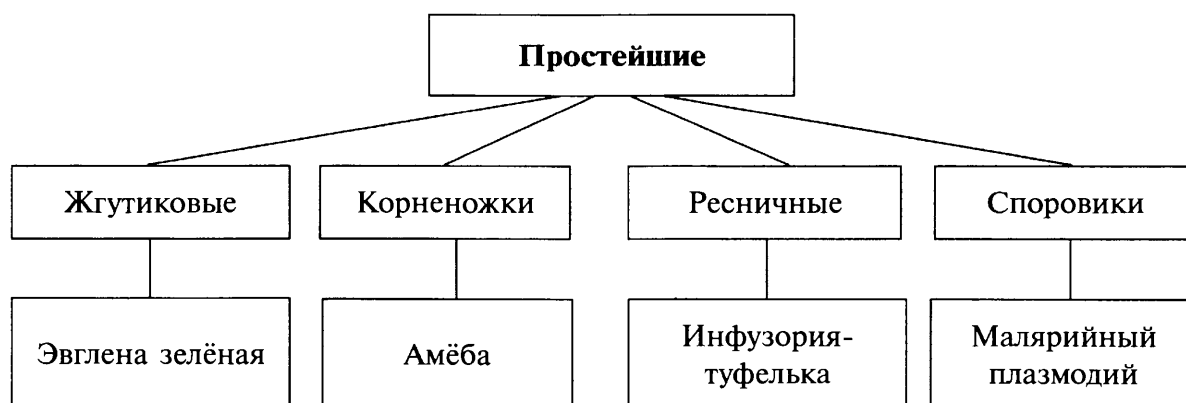 Простейшие
Жгутиковые
Корненожки
Ресничные
Споровики
Эвглена зелёная
Амёба
Инфузория-
туфелька
Малярийный
плазмодий